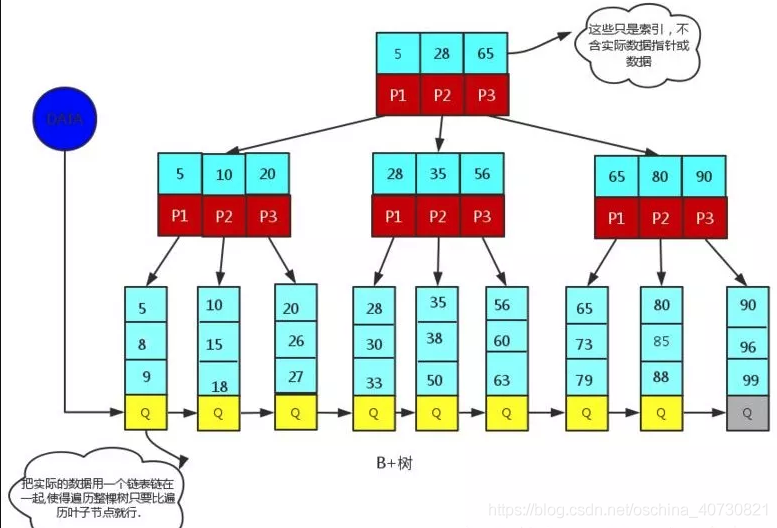 这些只是索引，不
含实际数据指针或
数据
5 28 65
P1 P2 P3
DATA
5 10 20
P1 P2 P3
28 35 56
P1 P2 P3
65 80 90
P1 P2 P3
5
8
9
Q
10
15
18
Q
20
26
27
Q
28
30
33
Q
35
38
50
Q
56
60
63
Q
65
73
79
Q
80
85
88
Q
90
96
99
Q
B+树
把实际的数据用一个链表链在
一起,使得遍历整棵树只要比遍
历叶子节点就行.
https://blog.csdn.net/oschina_40730821